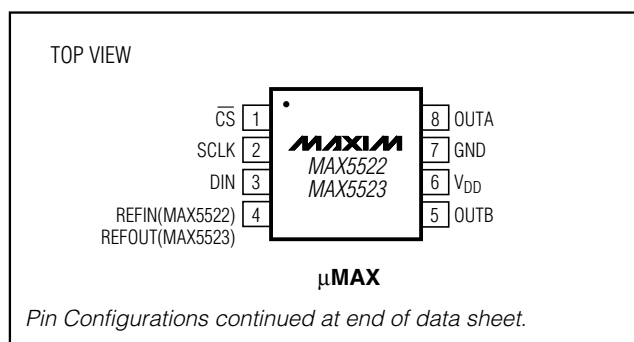 TOP VIEW
C̅S̅ 1
SCLK 2
DIN 3
REFIN(MAX5522) 4
REFOUT(MAX5523)
MAXIM
MAX5522
MAX5523
8 OUTA
7 GND
6 VDD
5 OUTB
μMAX
Pin Configurations continued at end of data sheet.